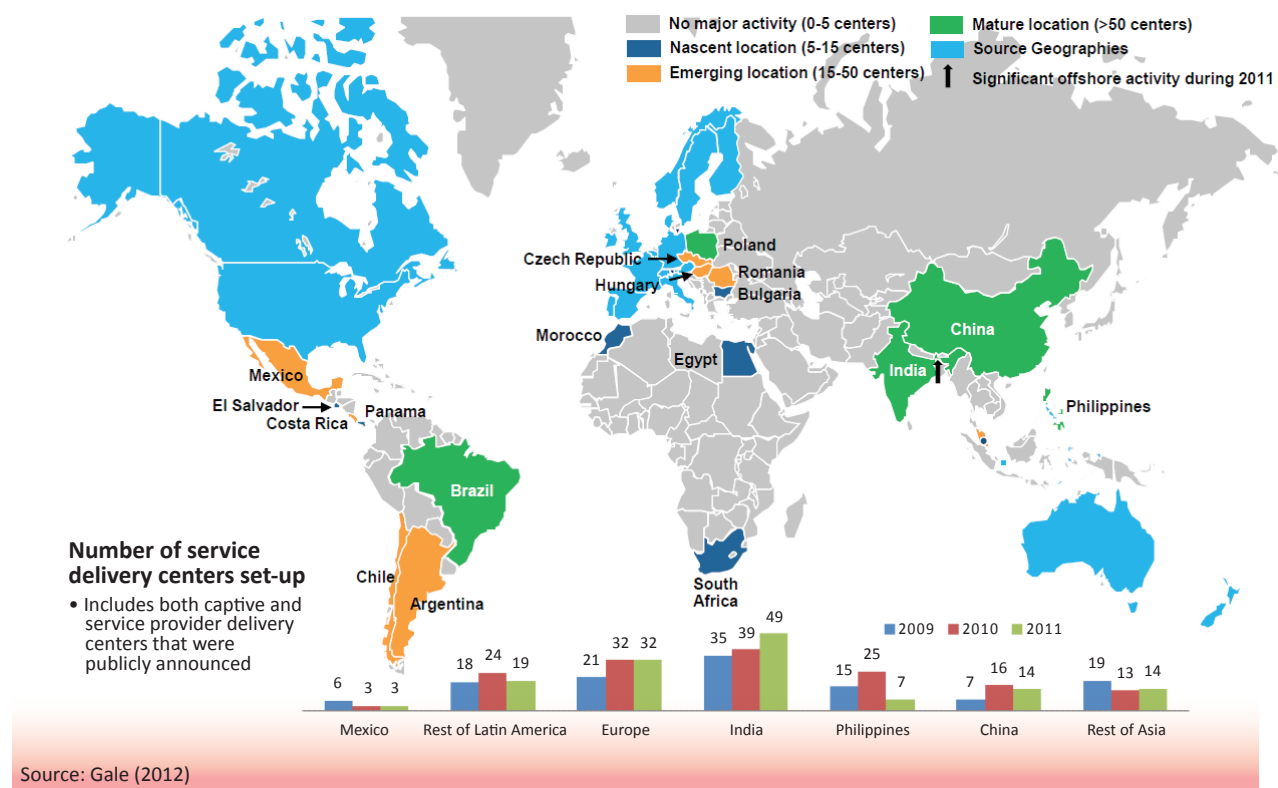 No major activity (0-5 centers)
Nascent location (5-15 centers)
Emerging location (15-50 centers)
Mature location (>50 centers)
Source Geographies
Significant offshore activity during 2011
Czech Republic
Poland
Hungary
Romania
Bulgaria
Morocco
Egypt
China
India
Philippines
Mexico
El Salvador
Costa Rica
Panama
Brazil
Chile
Argentina
South
Africa
Number of service
delivery centers set-up
• Includes both captive and
service provider delivery
centers that were
publicly announced
2009 2010 2011
6 3 3
18 24 19
21 32 32
35 39 49
15 25 7
7 16 14
19 13 14
Mexico Rest of Latin America Europe India Philippines China Rest of Asia
Source: Gale (2012)